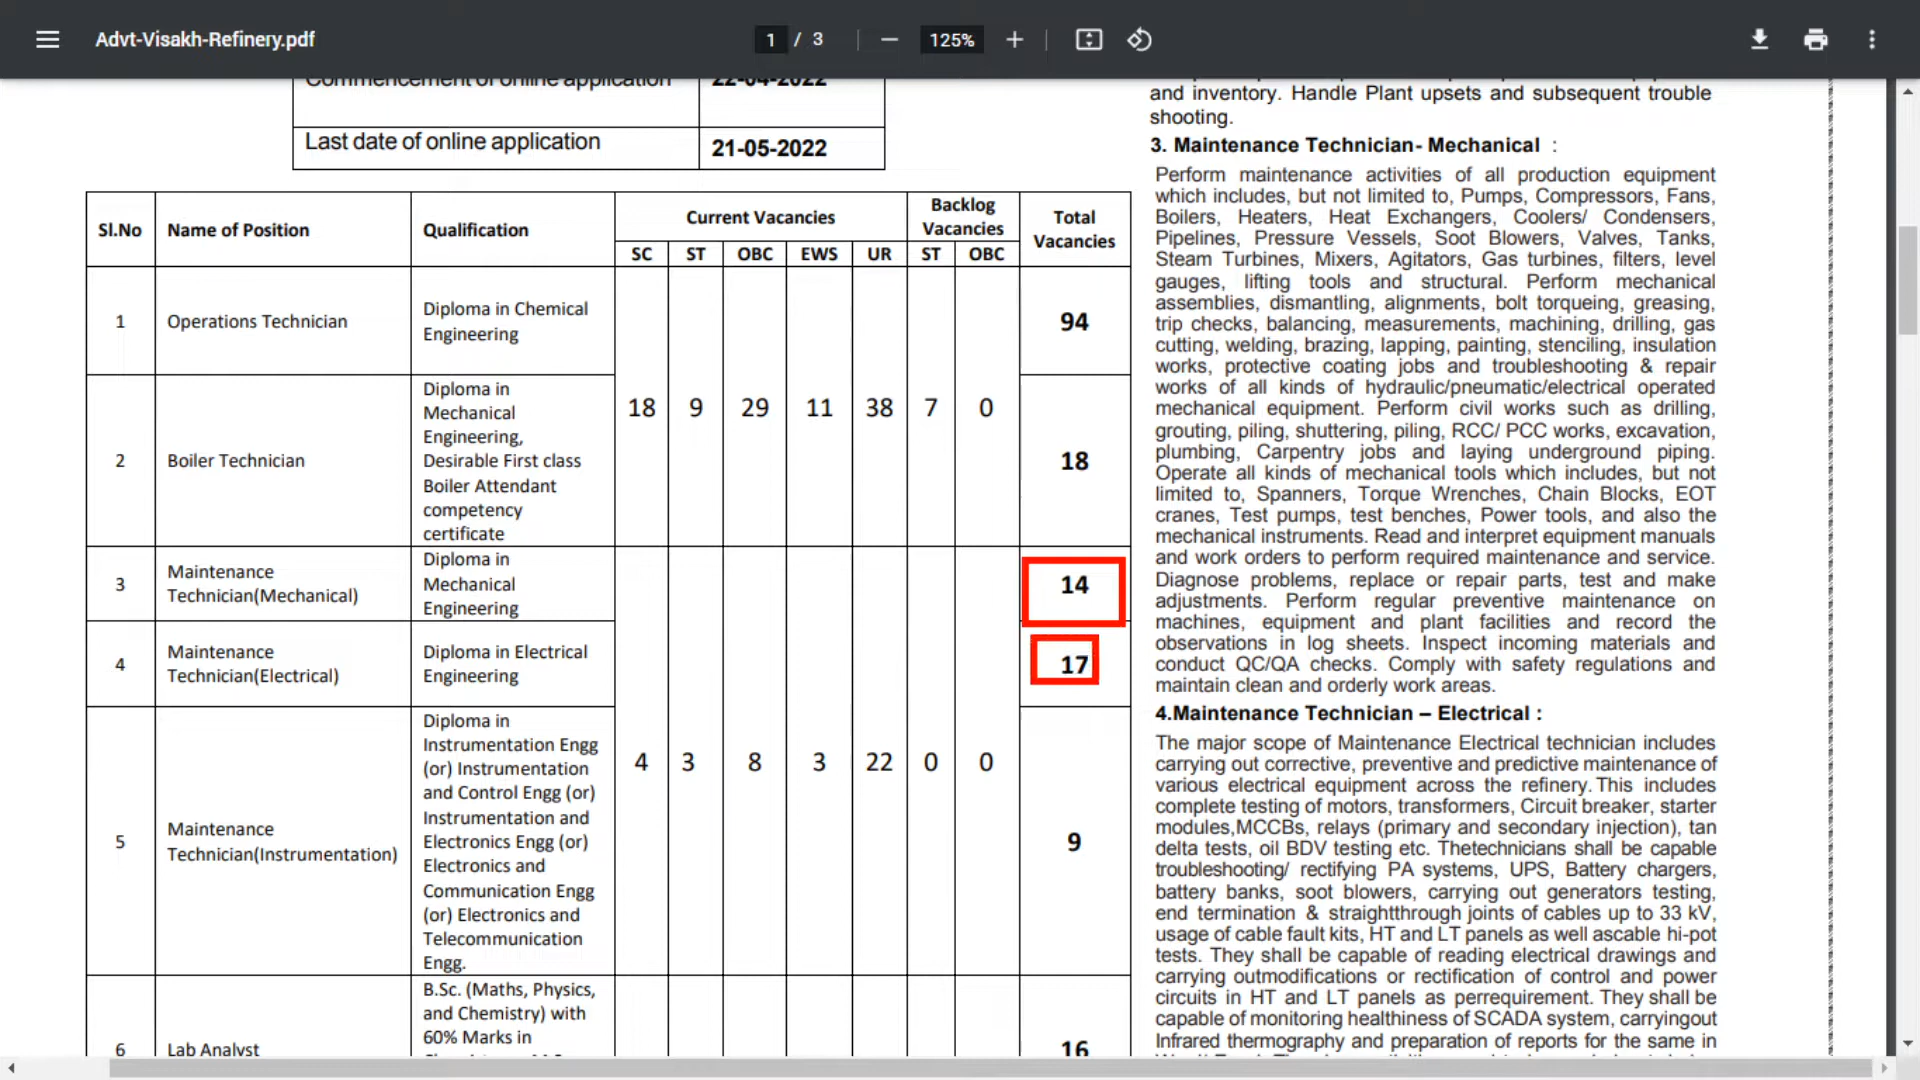 Advt-Visakh-Refinery.pdf
1 / 3
125%
Commencement of online application 22-04-2022
Last date of online application 21-05-2022
Sl.No Name of Position Qualification Current Vacancies Backlog Vacancies Total Vacancies
SC ST OBC EWS UR ST OBC
1 Operations Technician Diploma in Chemical
Engineering
94
2 Boiler Technician Diploma in
Mechanical
Engineering,
Desirable First class
Boiler Attendant
competency
certificate
18 9 29 11 38 7 0
18
3 Maintenance
Technician(Mechanical)
Diploma in
Mechanical
Engineering
14
4 Maintenance
Technician(Electrical)
Diploma in Electrical
Engineering
17
5 Maintenance
Technician(Instrumentation)
Diploma in
Instrumentation Engg
(or) Instrumentation
and Control Engg (or)
Instrumentation and
Electronics Engg (or)
Electronics and
Communication Engg
(or) Electronics and
Telecommunication
Engg.
4 3 8 3 22 0 0
9
6 Lab Analyst
B.Sc. (Maths, Physics,
and Chemistry) with
60% Marks in
16
and inventory. Handle Plant upsets and subsequent trouble
shooting.
3. Maintenance Technician- Mechanical :
Perform maintenance activities of all production equipment
which includes, but not limited to, Pumps, Compressors, Fans,
Boilers, Heaters, Heat Exchangers, Coolers/ Condensers,
Pipelines, Pressure Vessels, Soot Blowers, Valves, Tanks,
Steam Turbines, Mixers, Agitators, Gas turbines, filters, level
gauges, lifting tools and structural. Perform mechanical
assemblies, dismantling, alignments, bolt torqueing, greasing,
trip checks, balancing, measurements, machining, drilling, gas
cutting, welding, brazing, lapping, painting, stenciling, insulation
works, protective coating jobs and troubleshooting & repair
works of all kinds of hydraulic/pneumatic/electrical operated
mechanical equipment. Perform civil works such as drilling,
grouting, piling, shuttering, piling, RCC/ PCC works, excavation,
plumbing, Carpentry jobs and laying underground piping.
Operate all kinds of mechanical tools which includes, but not
limited to, Spanners, Torque Wrenches, Chain Blocks, EOT
cranes, Test pumps, test benches, Power tools, and also the
mechanical instruments. Read and interpret equipment manuals
and work orders to perform required maintenance and service.
Diagnose problems, replace or repair parts, test and make
adjustments. Perform regular preventive maintenance on
machines, equipment and plant facilities and record the
observations in log sheets. Inspect incoming materials and
conduct QC/QA checks. Comply with safety regulations and
maintain clean and orderly work areas.
4.Maintenance Technician – Electrical :
The major scope of Maintenance Electrical technician includes
carrying out corrective, preventive and predictive maintenance of
various electrical equipment across the refinery.This includes
complete testing of motors, transformers, Circuit breaker, starter
modules,MCCBs, relays (primary and secondary injection), tan
delta tests, oil BDV testing etc. Thetechnicians shall be capable
troubleshooting/ rectifying PA systems, UPS, Battery chargers,
battery banks, soot blowers, carrying out generators testing,
end termination & straightthrough joints of cables up to 33 kV,
usage of cable fault kits, HT and LT panels as well ascable hi-pot
tests. They shall be capable of reading electrical drawings and
carrying outmodifications or rectification of control and power
circuits in HT and LT panels as perrequirement. They shall be
capable of monitoring healthiness of SCADA system, carryingout
Infrared thermography and preparation of reports for the same in